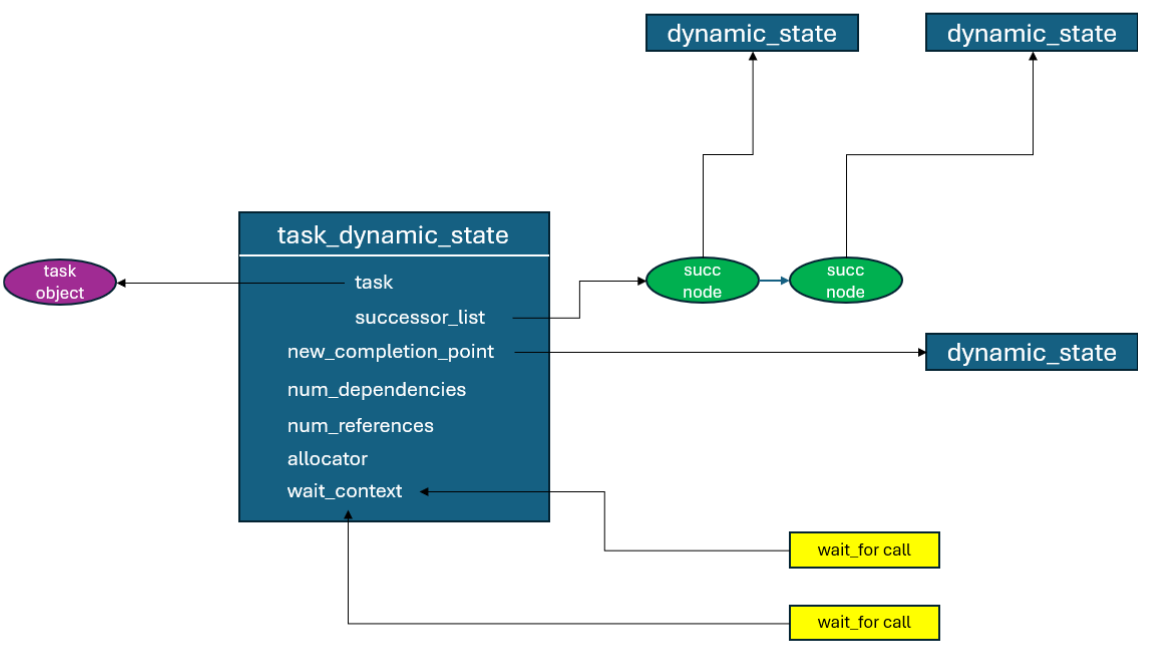 dynamic_state
dynamic_state
task_dynamic_state
task
object
task
successor_list
new_completion_point
num_dependencies
num_references
allocator
wait_context
succ
node
succ
node
dynamic_state
wait_for call
wait_for call